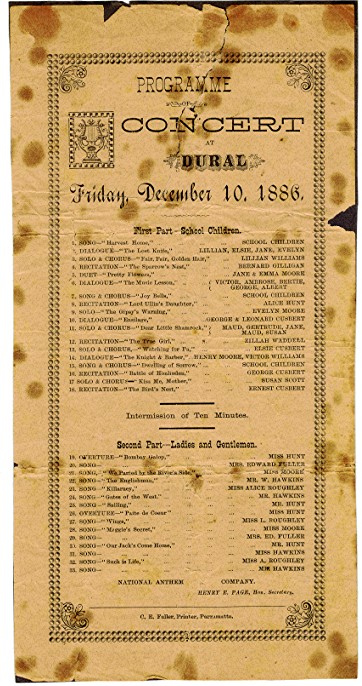 PROGRAMME
OF
CONCERT
AT
DURAL
Friday, December 10, 1886.
First Part—School Children.
1. SONG—"Harvest Home," SCHOOL CHILDREN
2. DIALOGUE—"The Lost Knife," LILLIAN, ELSIE, JANE, EVELYN
3. SOLO & CHORUS—"Fair, Fair, Golden Hair," LILLIAN WILLIAMS
4. RECITATION—"The Sparrow's Nest," BERNARD GILLIGAN
5. DUET—"Pretty Flowers," JANE & EMMA MOORE
6. DIALOGUE—"The Music Lesson," VICTOR, AMBROSE, BERTIE, GEORGE, ALBERT
7. SONG & CHORUS—"Joy Bells," SCHOOL CHILDREN
8. RECITATION—"Lord Ullin's Daughter," ALICE HUNT
9. SOLO—"The Gipsy's Warning," EVELYN MOORE
10. DIALOGUE— GEORGE & LEONARD CUSBERT
11. SOLO & CHORUS—"Dear Little Shamrock," MAUD, GERTRUDE, JANE, MAUD, SUSAN
12. RECITATION—"The True Girl," ZILLAH WADDELL
13. SOLO & CHORUS—"Watching for Pa," ELSIE CUSBERT
14. DIALOGUE—"The Knight & Barber," HENRY MOORE, VICTOR WILLIAMS
15. SONG & CHORUS—"Dwelling of Sorrow," SCHOOL CHILDREN
16. RECITATION—"Battle of Blenheim," GEORGE CUSBERT
17 SOLO & CHORUS—"Kiss Me, Mother," SUSAN SCOTT
18. RECITATION—"The Bird's Nest," ERNEST CUSBERT
Intermission of Ten Minutes.
Second Part—Ladies and Gentlemen.
19. OVERTURE—"Bombay Galop," MISS HUNT
20. SONG— MRS. EDWARD FULLER
21. SONG—"We Parted by the River's Side," MISS MOORE
22. SONG—"The Englishman," MR. W. HAWKINS
23. SONG—"Killarney," MISS ALICE ROUGHLEY
24. SONG—"Gates of the West," MR. HAWKINS
25. SONG—"Sailing," MR. HUNT
26. OVERTURE—"Patte de Coeur" MISS HUNT
27. SONG—"Wings," MISS L. ROUGHLEY
28. SONG—"Maggie's Secret," MISS MOORE
29. SONG— MRS. ED. FULLER
30. SONG—"Our Jack's Come Home," MR. HUNT
31. SONG— MISS HAWKINS
32. SONG—"Such is Life," MISS A. ROUGHLEY
33. SONG— MR HAWKINS
NATIONAL ANTHEM COMPANY.
HENRY E. PAGE, Hon. Secretary.
C. E. Fuller, Printer, Parramatta.